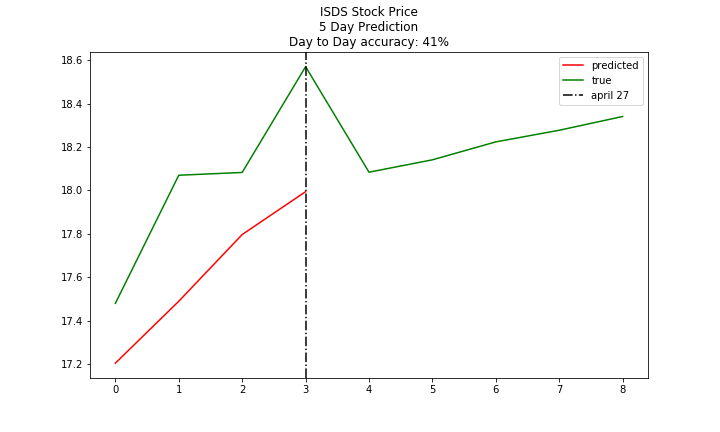 ISDS Stock Price
5 Day Prediction
Day to Day accuracy: 41%
18.6
18.4
18.2
18.0
17.8
17.6
17.4
17.2
predicted
true
april 27
0 1 2 3 4 5 6 7 8